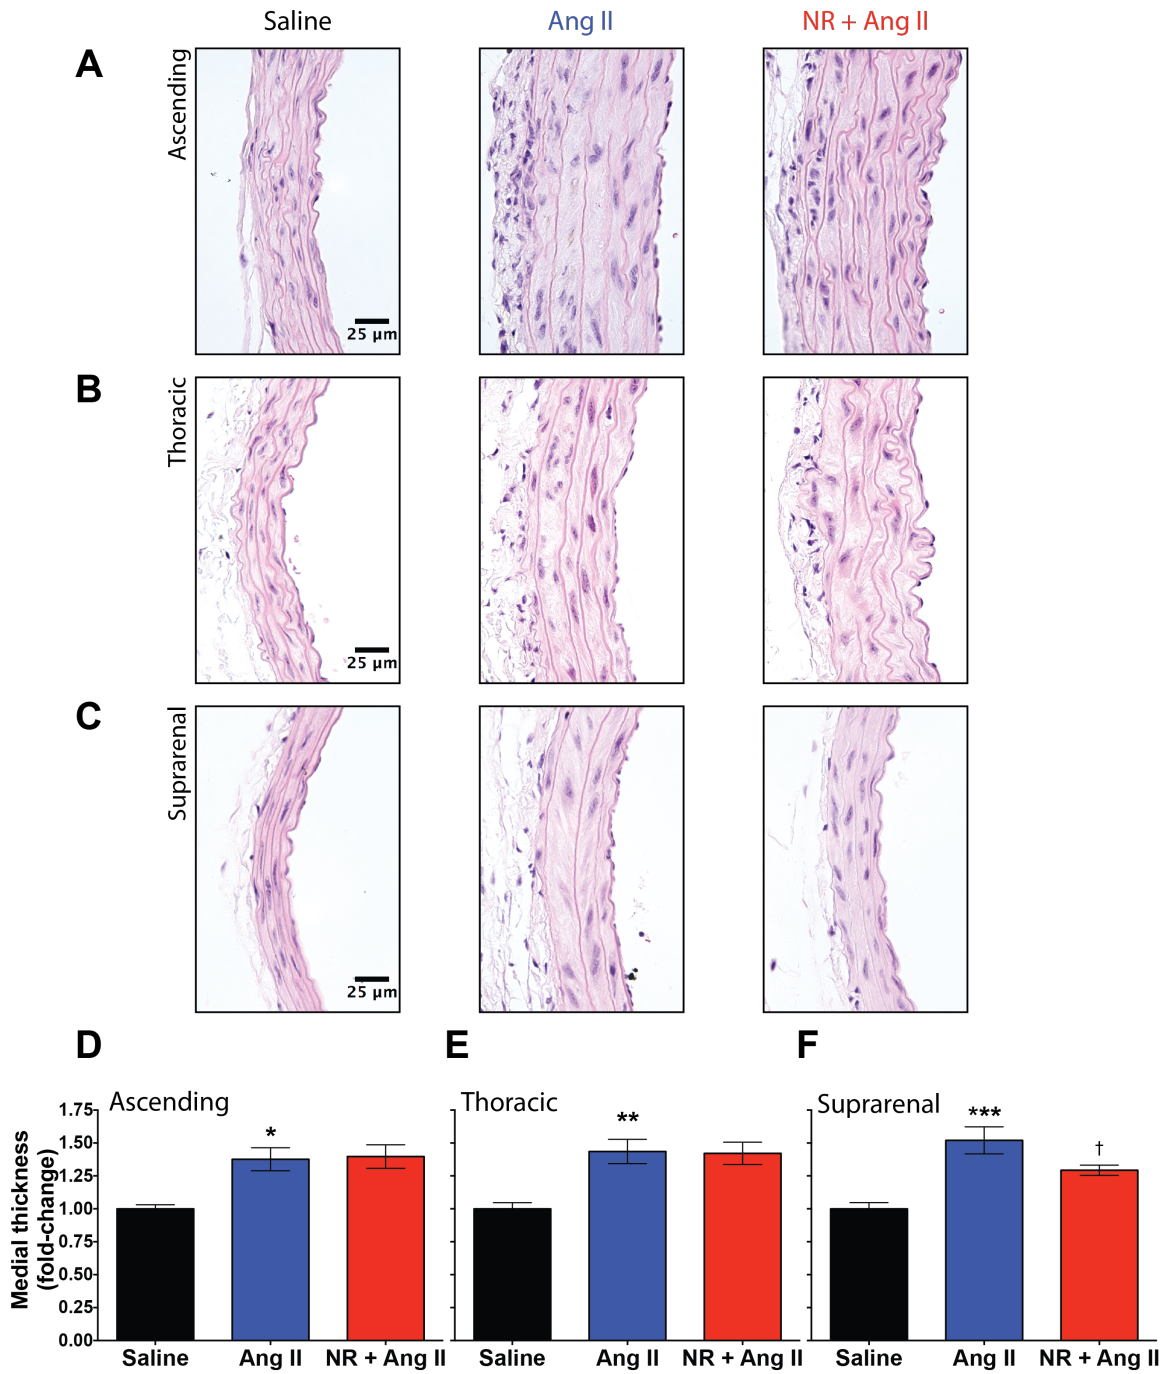 Saline Ang II NR + Ang II
A
Ascending
25 µm
B
Thoracic
25 µm
C
Suprarenal
25 µm
D E F
Ascending Thoracic Suprarenal
Medial thickness
(fold-change)
1.75
1.50
1.25
1.00
0.75
0.50
0.25
0.00
* ** *** †
Saline Ang II NR + Ang II Saline Ang II NR + Ang II Saline Ang II NR + Ang II